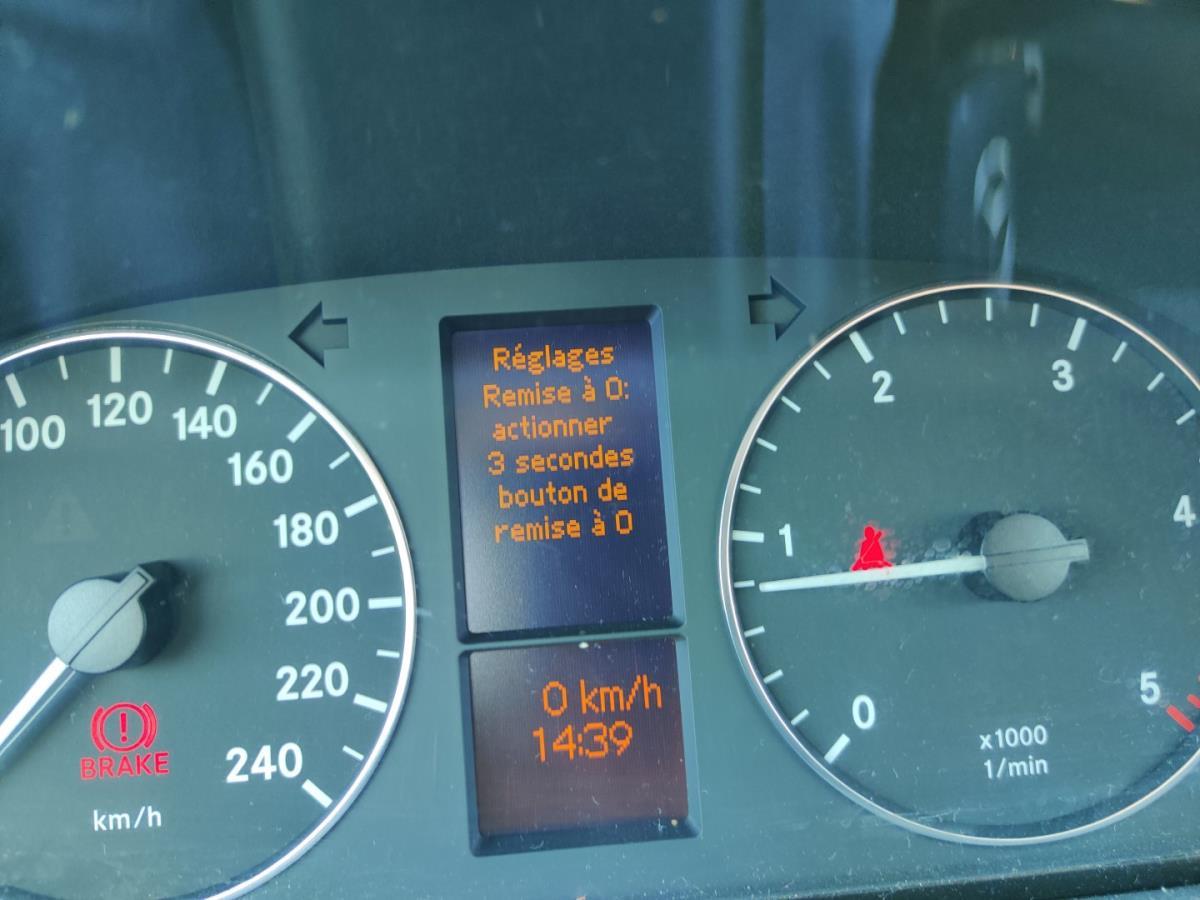 Réglages
Remise à 0:
actionner
3 secondes
bouton de
remise à 0
0 km/h
14:39
100
120
140
160
180
200
220
240
BRAKE
km/h
0
1
2
3
4
5
x1000
1/min